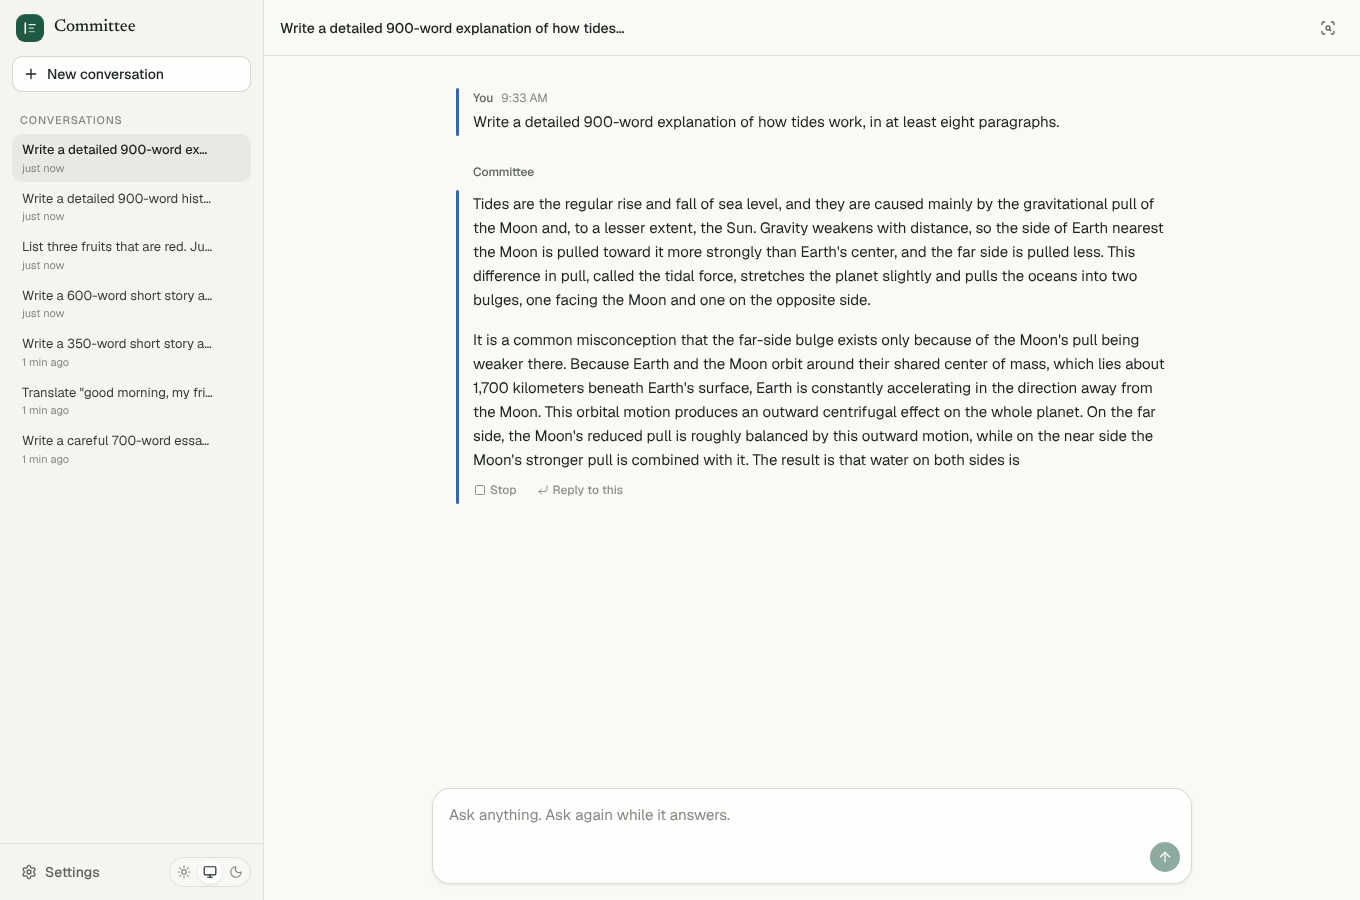 Committee
New conversation
CONVERSATIONS
Write a detailed 900-word ex...
just now
Write a detailed 900-word hist...
just now
List three fruits that are red. Ju...
just now
Write a 600-word short story a...
just now
Write a 350-word short story a...
1 min ago
Translate "good morning, my fri...
1 min ago
Write a careful 700-word essa...
1 min ago
Settings
Write a detailed 900-word explanation of how tides...
You 9:33 AM
Write a detailed 900-word explanation of how tides work, in at least eight paragraphs.
Committee
Tides are the regular rise and fall of sea level, and they are caused mainly by the gravitational pull of
the Moon and, to a lesser extent, the Sun. Gravity weakens with distance, so the side of Earth nearest
the Moon is pulled toward it more strongly than Earth's center, and the far side is pulled less. This
difference in pull, called the tidal force, stretches the planet slightly and pulls the oceans into two
bulges, one facing the Moon and one on the opposite side.
It is a common misconception that the far-side bulge exists only because of the Moon's pull being
weaker there. Because Earth and the Moon orbit around their shared center of mass, which lies about
1,700 kilometers beneath Earth's surface, Earth is constantly accelerating in the direction away from
the Moon. This orbital motion produces an outward centrifugal effect on the whole planet. On the far
side, the Moon's reduced pull is roughly balanced by this outward motion, while on the near side the
Moon's stronger pull is combined with it. The result is that water on both sides is
Stop Reply to this
Ask anything. Ask again while it answers.